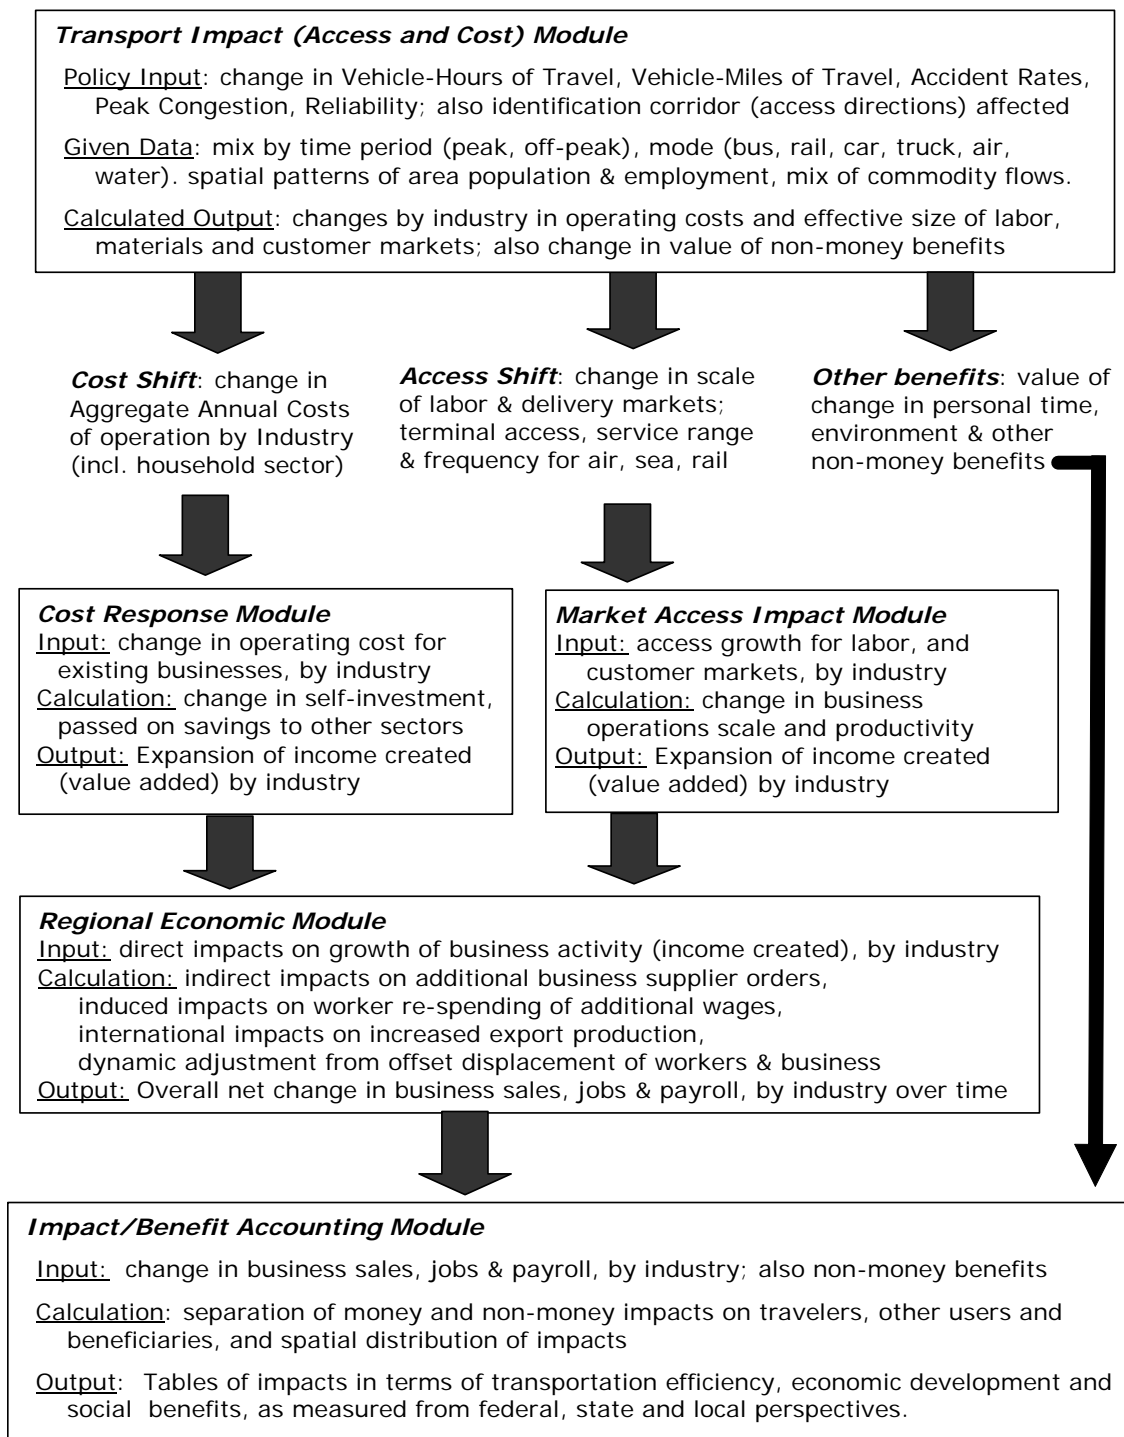 Transport Impact (Access and Cost) Module
Policy Input: change in Vehicle-Hours of Travel, Vehicle-Miles of Travel, Accident Rates,
Peak Congestion, Reliability; also identification corridor (access directions) affected
Given Data: mix by time period (peak, off-peak), mode (bus, rail, car, truck, air,
water). spatial patterns of area population & employment, mix of commodity flows.
Calculated Output: changes by industry in operating costs and effective size of labor,
materials and customer markets; also change in value of non-money benefits
Cost Shift: change in
Aggregate Annual Costs
of operation by Industry
(incl. household sector)
Access Shift: change in scale
of labor & delivery markets;
terminal access, service range
& frequency for air, sea, rail
Other benefits: value of
change in personal time,
environment & other
non-money benefits
Cost Response Module
Input: change in operating cost for
existing businesses, by industry
Calculation: change in self-investment,
passed on savings to other sectors
Output: Expansion of income created
(value added) by industry
Market Access Impact Module
Input: access growth for labor, and
customer markets, by industry
Calculation: change in business
operations scale and productivity
Output: Expansion of income created
(value added) by industry
Regional Economic Module
Input: direct impacts on growth of business activity (income created), by industry
Calculation: indirect impacts on additional business supplier orders,
induced impacts on worker re-spending of additional wages,
international impacts on increased export production,
dynamic adjustment from offset displacement of workers & business
Output: Overall net change in business sales, jobs & payroll, by industry over time
Impact/Benefit Accounting Module
Input: change in business sales, jobs & payroll, by industry; also non-money benefits
Calculation: separation of money and non-money impacts on travelers, other users and
beneficiaries, and spatial distribution of impacts
Output: Tables of impacts in terms of transportation efficiency, economic development and
social benefits, as measured from federal, state and local perspectives.